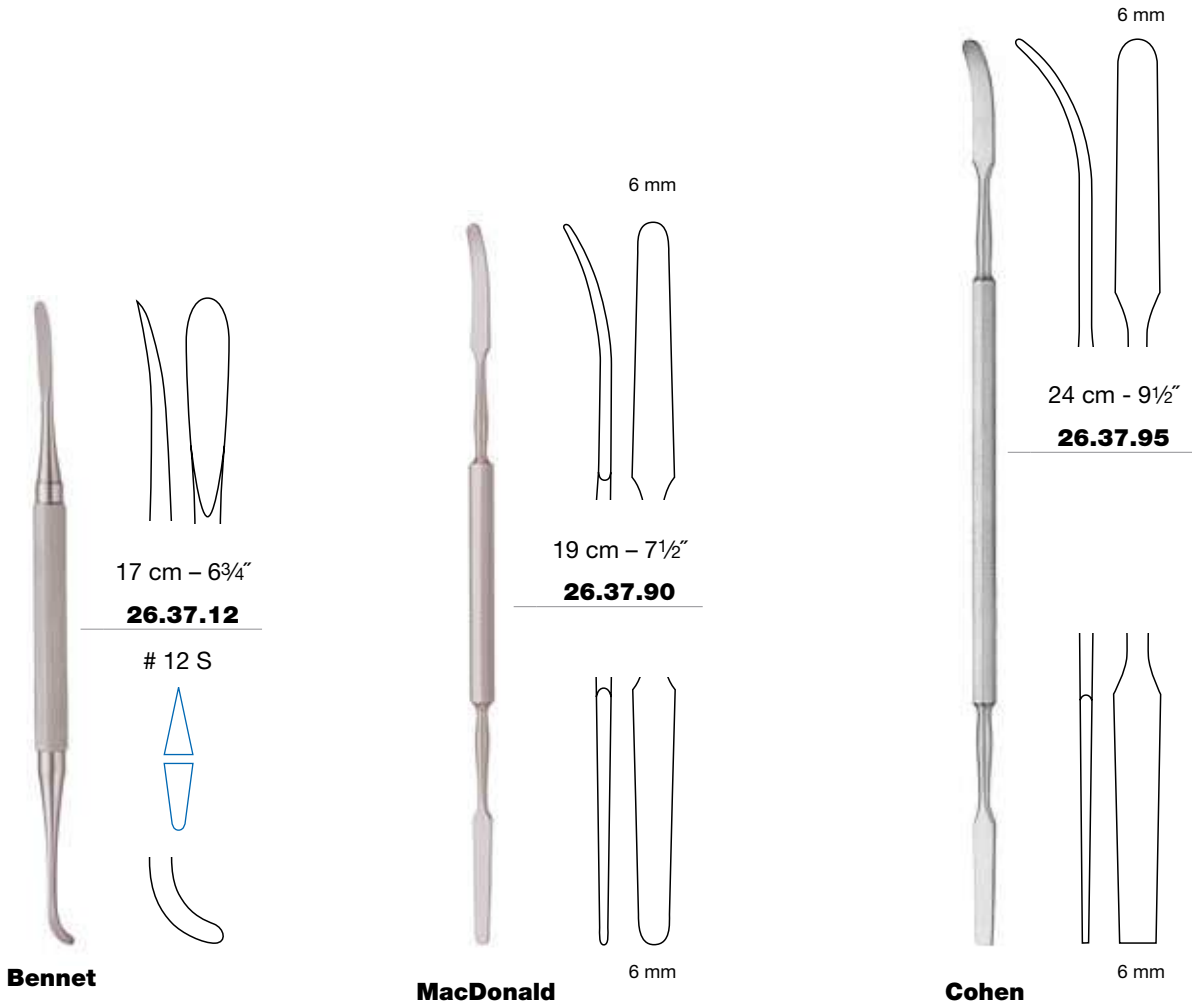 17 cm – 6¾˝
26.37.12
# 12 S
Bennet
6 mm
19 cm – 7½˝
26.37.90
6 mm
MacDonald
6 mm
24 cm - 9½˝
26.37.95
6 mm
Cohen